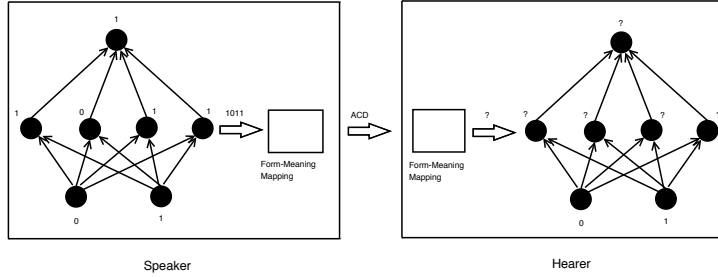 1
1
0
1
1
1011
Form-Meaning
Mapping
0
1
ACD
?
?
?
?
?
?
Form-Meaning
Mapping
0
1
Speaker
Hearer